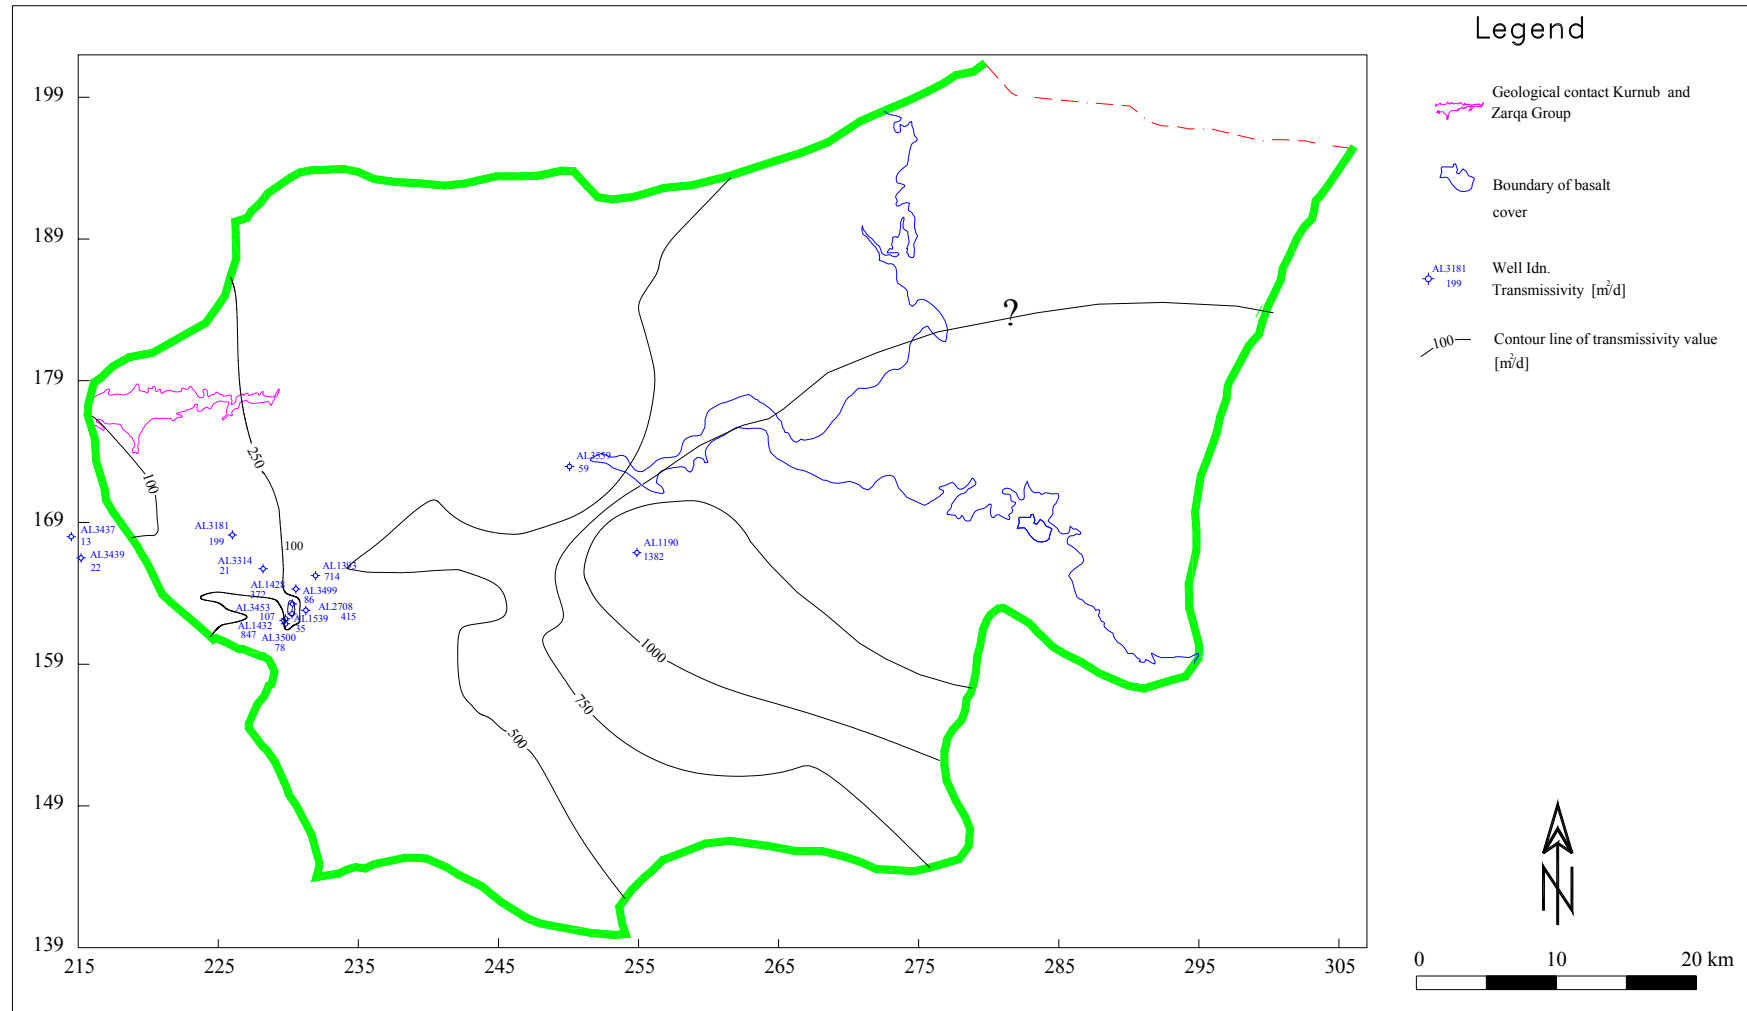 Legend
Geological contact Kurnub and
Zarqa Group
Boundary of basalt
cover
AL3181
199
Well Idn.
Transmissivity [m²/d]
100
Contour line of transmissivity value
[m²/d]
199
189
179
169
159
149
139
215
225
235
245
255
265
275
285
295
305
?
250
100
100
500
750
1000
AL3559
59
AL1190
1382
AL3437
13
AL3439
22
AL3181
199
AL3314
21
AL1393
714
AL1428
372
AL3499
86
AL3453
107
AL2708
415
AL1539
35
AL1432
847
AL3500
78
N
0 10 20 km